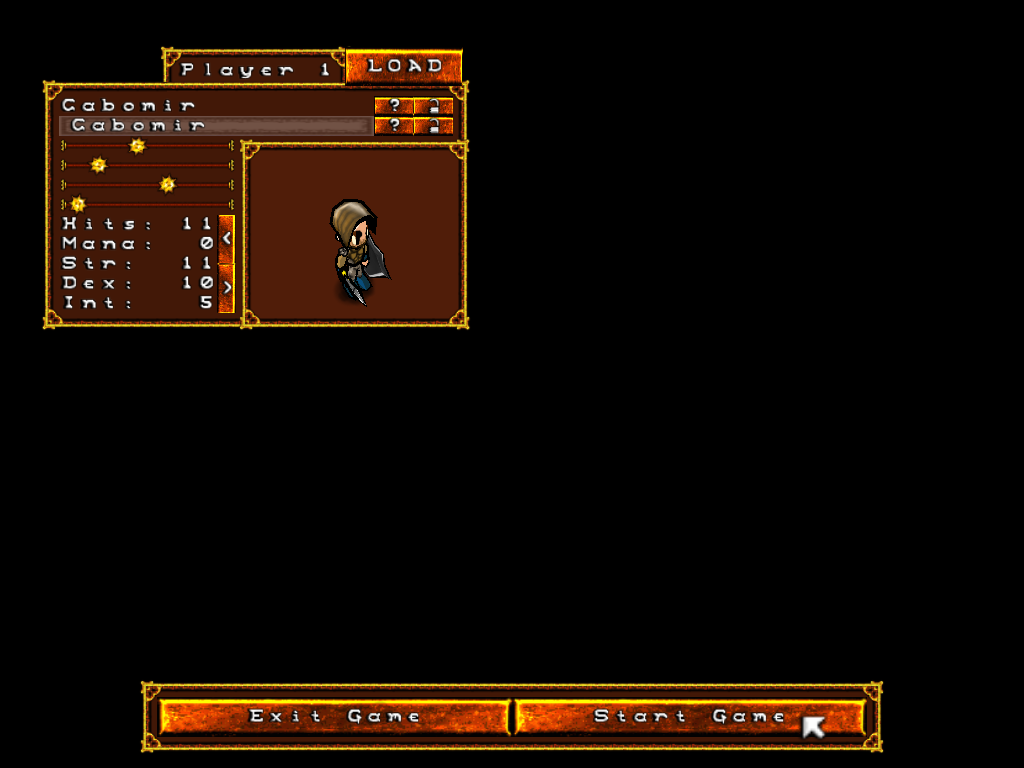 Player 1 LOAD
Gabomir ?
Gabomir ?
Hits: 11 <
Mana: 0
Str: 11
Dex: 10 >
Int: 5
Exit Game Start Game